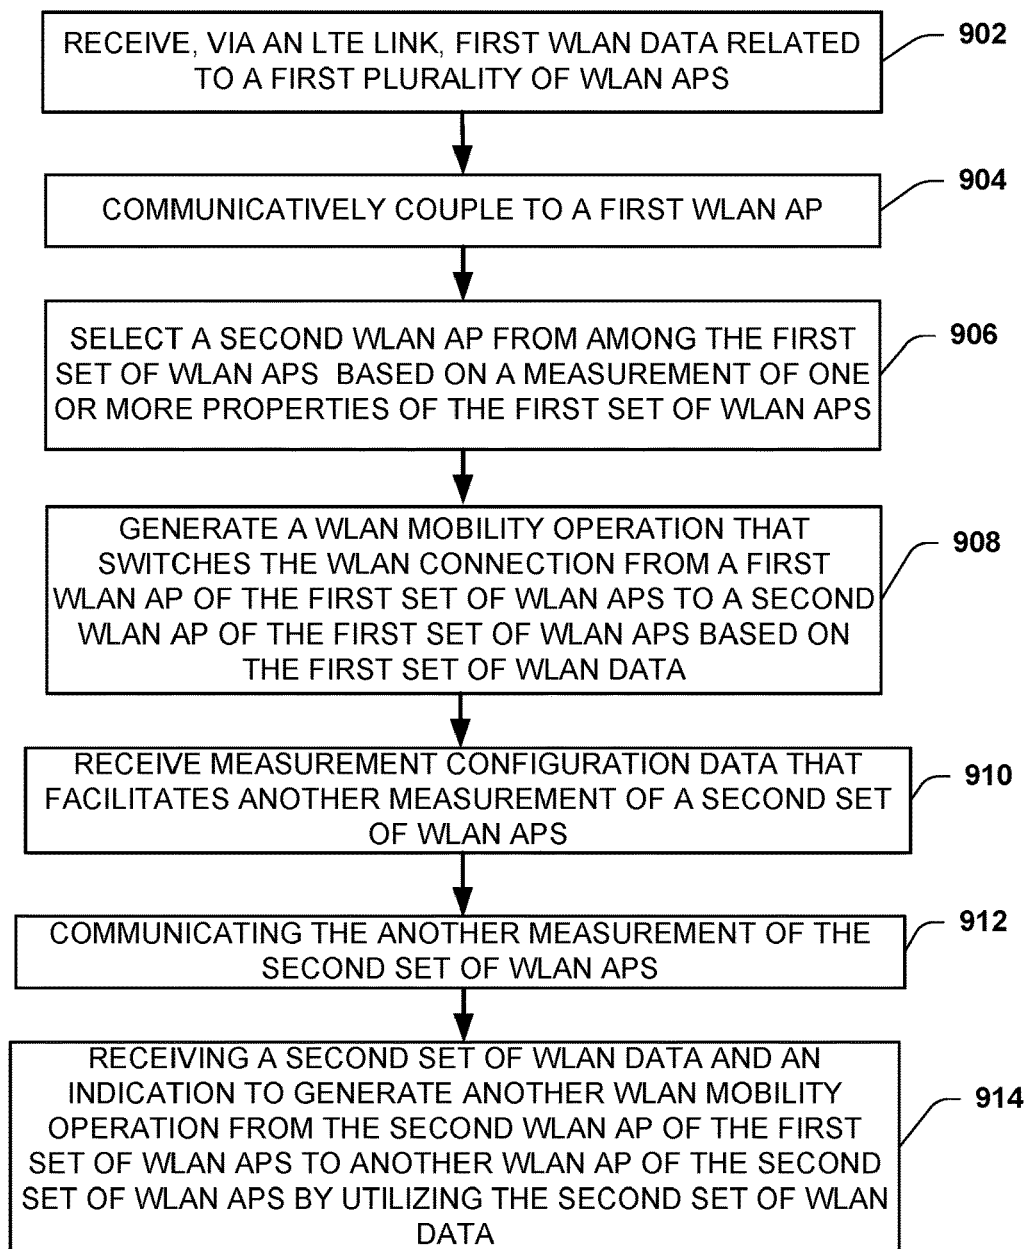 RECEIVE, VIA AN LTE LINK, FIRST WLAN DATA RELATED
TO A FIRST PLURALITY OF WLAN APS
902
COMMUNICATIVELY COUPLE TO A FIRST WLAN AP
904
SELECT A SECOND WLAN AP FROM AMONG THE FIRST
SET OF WLAN APS BASED ON A MEASUREMENT OF ONE
OR MORE PROPERTIES OF THE FIRST SET OF WLAN APS
906
GENERATE A WLAN MOBILITY OPERATION THAT
SWITCHES THE WLAN CONNECTION FROM A FIRST
WLAN AP OF THE FIRST SET OF WLAN APS TO A SECOND
WLAN AP OF THE FIRST SET OF WLAN APS BASED ON
THE FIRST SET OF WLAN DATA
908
RECEIVE MEASUREMENT CONFIGURATION DATA THAT
FACILITATES ANOTHER MEASUREMENT OF A SECOND SET
OF WLAN APS
910
COMMUNICATING THE ANOTHER MEASUREMENT OF THE
SECOND SET OF WLAN APS
912
RECEIVING A SECOND SET OF WLAN DATA AND AN
INDICATION TO GENERATE ANOTHER WLAN MOBILITY
OPERATION FROM THE SECOND WLAN AP OF THE FIRST
SET OF WLAN APS TO ANOTHER WLAN AP OF THE SECOND
SET OF WLAN APS BY UTILIZING THE SECOND SET OF WLAN
DATA
914